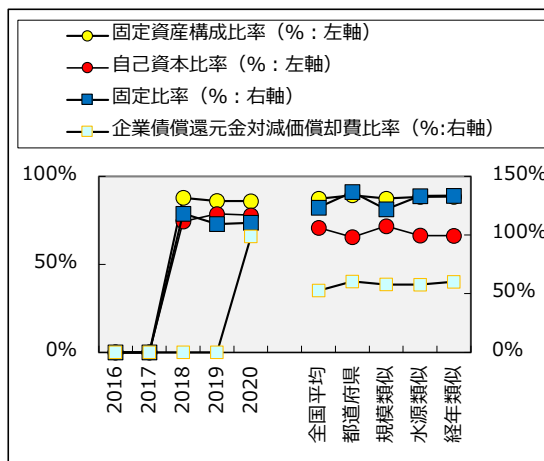 固定資産構成比率（%：左軸）
自己資本比率（%：左軸）
固定比率（%：右軸）
企業債償還元金対減価償却費比率（%:右軸）
100%
50%
0%
150%
100%
50%
0%
2016
2017
2018
2019
2020
全国平均
都道府県
規模類似
水源類似
経年類似